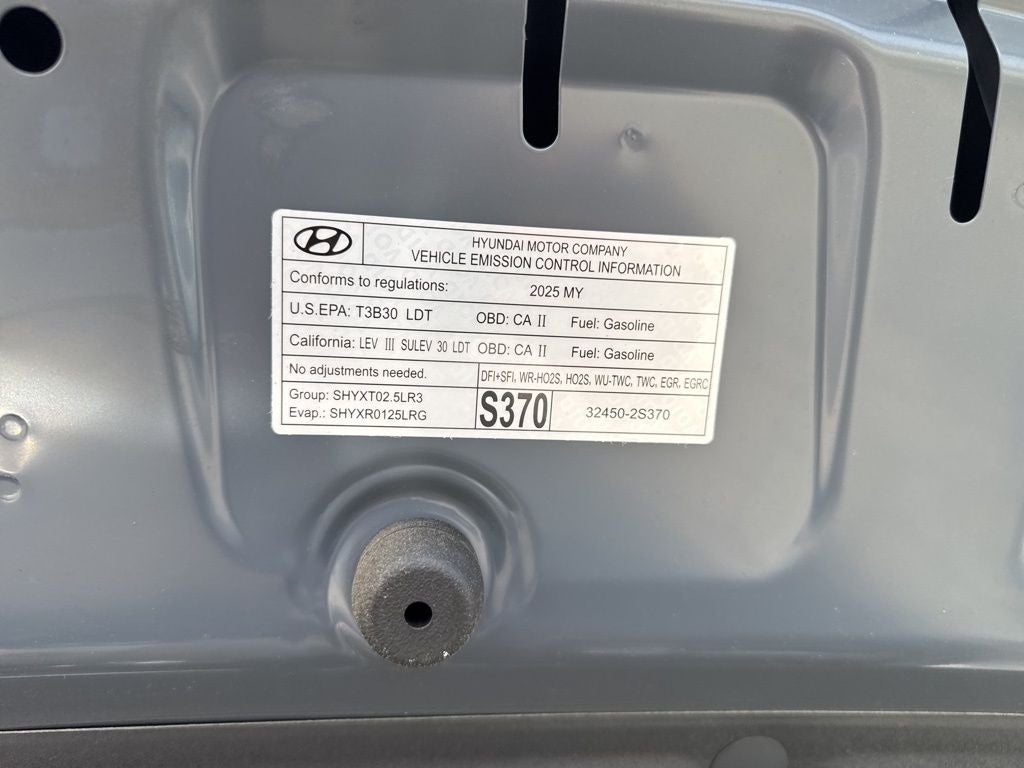 HYUNDAI MOTOR COMPANY
VEHICLE EMISSION CONTROL INFORMATION
Conforms to regulations: 2025 MY
U.S.EPA: T3B30 LDT OBD: CA II Fuel: Gasoline
California: LEV III SULEV 30 LDT OBD: CA II Fuel: Gasoline
No adjustments needed. DFI+SFI, WR-HO2S, HO2S, WU-TWC, TWC, EGR, EGRC
Group: SHYXT02.5LR3
Evap.: SHYXR0125LRG
S370 32450-2S370